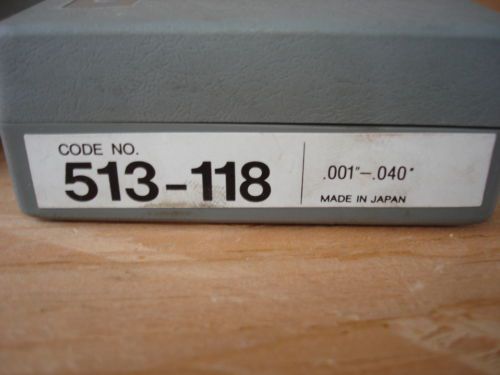 CODE NO.
513-118
.001"-.040"
MADE IN JAPAN